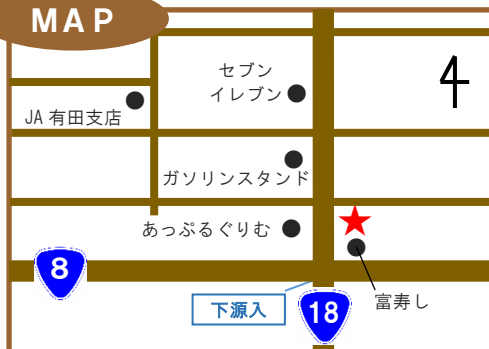 MAP
セブン
イレブン
JA 有田支店
ガソリンスタンド
あっぷるぐりむ
8
下源入
18
富寿し